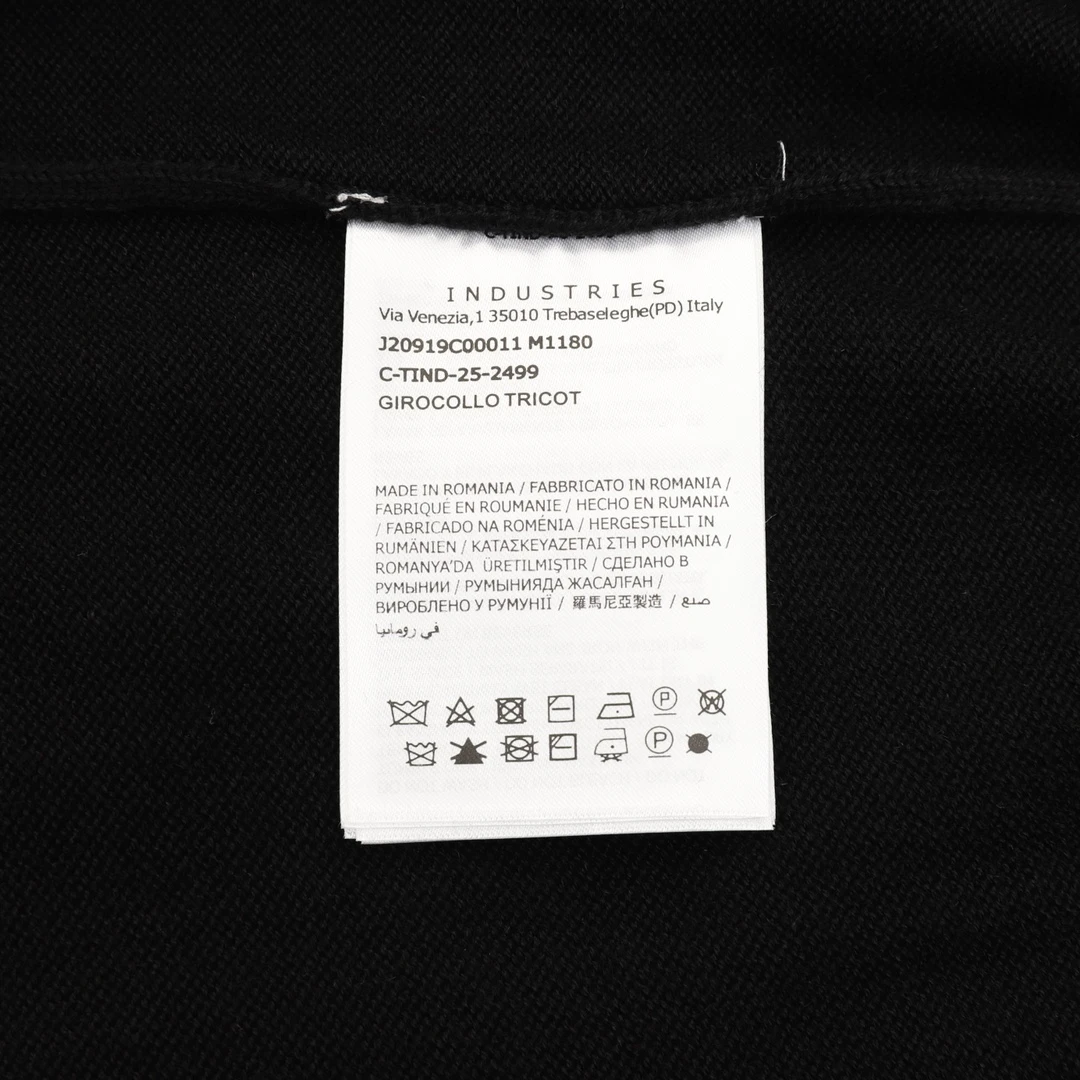 INDUSTRIES
Via Venezia,1 35010 Trebaseleghe(PD) Italy
J20919C00011 M1180
C-TIND-25-2499
GIROCOLLO TRICOT
MADE IN ROMANIA / FABBRICATO IN ROMANIA /
FABRIQUÉ EN ROUMANIE / HECHO EN RUMANIA
/ FABRICADO NA ROMÉNIA / HERGESTELLT IN
RUMÄNIEN / ΚΑΤΑΣΚΕΥΑΖΕΤΑΙ ΣΤΗ ΡΟΥΜΑΝΙΑ /
ROMANYA'DA ÜRETILMIŞTIR / СДЕЛАНО В
РУМЫНИИ / РУМЫНИЯДА ЖАСАЛҒАН /
ВИРОБЛЕНО У РУМУНІЇ / 羅馬尼亞製造 / صنع
في رومانيا
P W
P